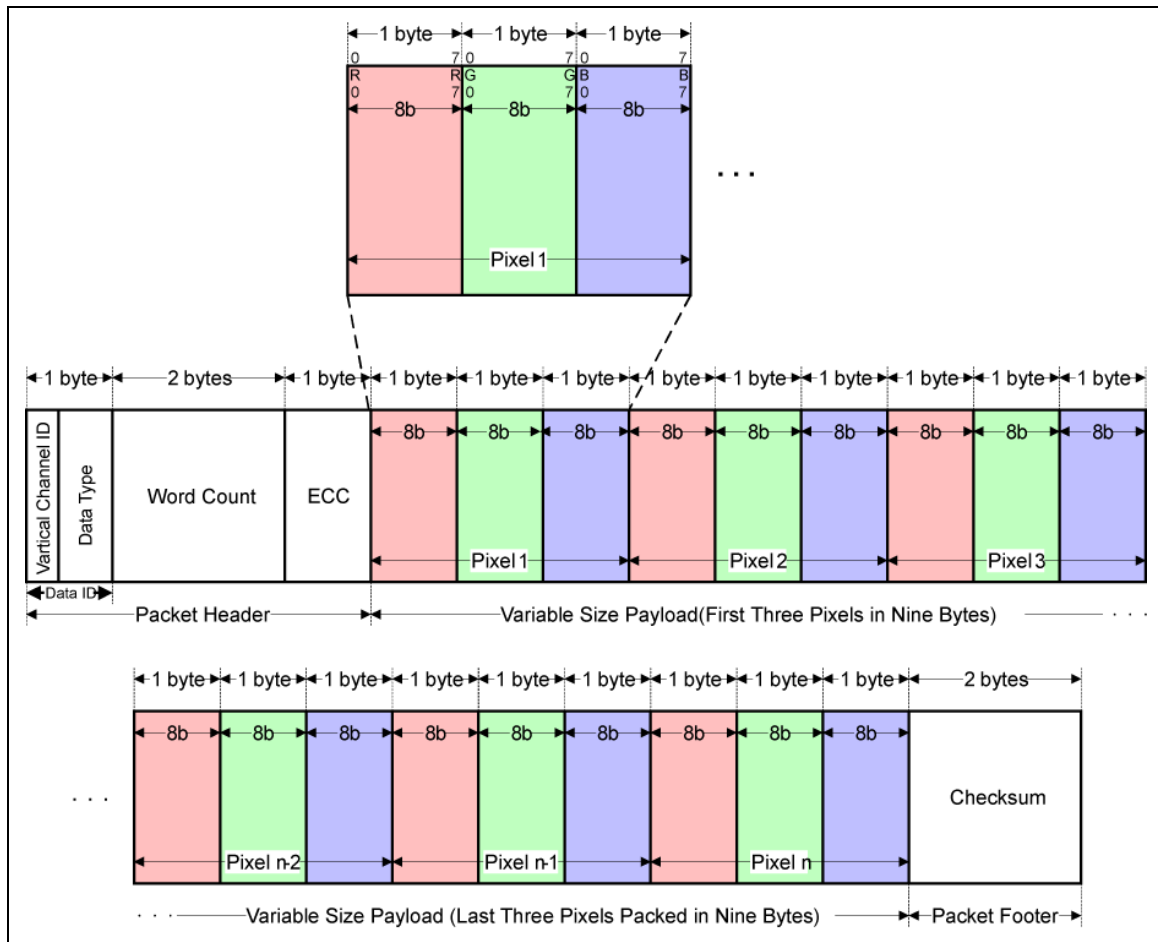 1 byte 1 byte 1 byte
0 7 0 7 0 7
R R G G B B
0 7 0 7 0 7
8b 8b 8b
. . .
Pixel 1
1 byte 2 bytes 1 byte 1 byte 1 byte 1 byte 1 byte 1 byte 1 byte 1 byte 1 byte 1 byte
8b 8b 8b 8b 8b 8b 8b 8b 8b
Vartical Channel ID
Data Type
Word Count
ECC
Pixel 1 Pixel 2 Pixel 3
Data ID
Packet Header Variable Size Payload(First Three Pixels in Nine Bytes) . . .
1 byte 1 byte 1 byte 1 byte 1 byte 1 byte 1 byte 1 byte 1 byte 2 bytes
8b 8b 8b 8b 8b 8b 8b 8b 8b
. . .
Checksum
Pixel n-2 Pixel n-1 Pixel n
. . . Variable Size Payload (Last Three Pixels Packed in Nine Bytes) Packet Footer